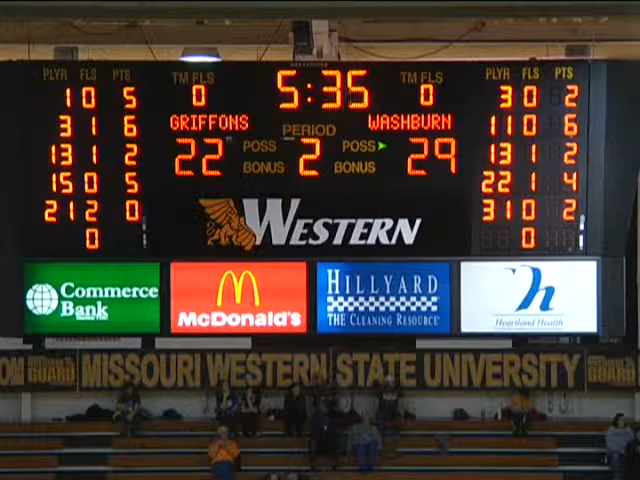 PLYR FLS PTS
TM FLS
5:35
TM FLS
PLYR FLS PTS
1 0 5
0
0
3 0 2
3 1 6
GRIFFONS
WASHBURN
11 0 6
PERIOD
13 1 2
22
POSS
2
POSS
29
13 1 2
BONUS
BONUS
15 0 5
22 1 4
21 2 0
31 0 2
0
0
WESTERN
Commerce
Bank
McDonald's
HILLYARD
THE CLEANING RESOURCE
h
Heartland Health
MISSOURI WESTERN STATE UNIVERSITY
GUARD
GUARD